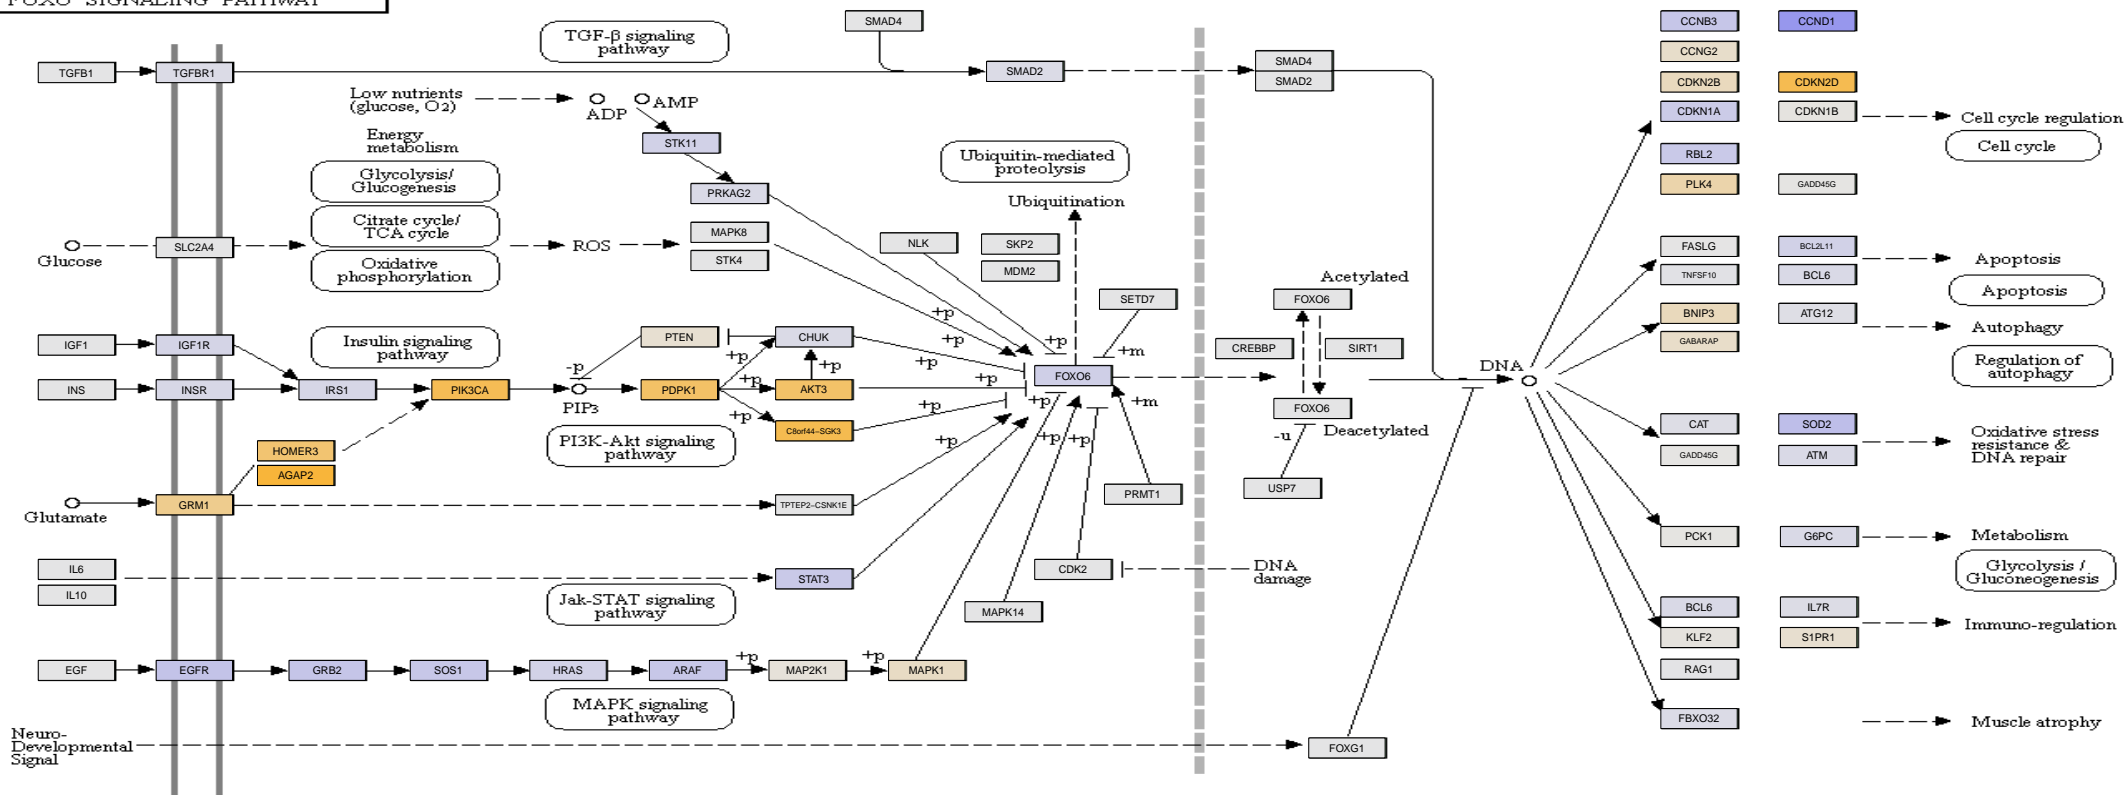 FOXO SIGNALING PATHWAY
TGF-β signaling
pathway
SMAD4
TGFB1
TGFBR1
SMAD2
SMAD4
SMAD2
Low nutrients
(glucose, O2)
ADP
AMP
Energy
metabolism
STK11
PRKAG2
Glycolysis/
Glucogenesis
Citrate cycle/
TCA cycle
Oxidative
phosphorylation
Glucose
SLC2A4
ROS
MAPK8
STK4
NLK
SKP2
MDM2
Ubiquitin-mediated
proteolysis
Ubiquitination
SETD7
Acetylated
FOXO6
CREBBP
SIRT1
FOXO6
Deacetylated
-u
USP7
IGF1
IGF1R
Insulin signaling
pathway
PTEN
CHUK
INS
INSR
IRS1
PIK3CA
-p
PIP3
PDPK1
AKT3
C8orf44-SGK3
+p
+p
+p
+p
+p
+p
+p
+p
+p
+p
+p
+p
+p
+m
+m
FOXO6
PI3K-Akt signaling
pathway
HOMER3
AGAP2
Glutamate
GRM1
TPTEP2-CSNK1E
PRMT1
IL6
IL10
STAT3
Jak-STAT signaling
pathway
CDK2
DNA
damage
MAPK14
EGF
EGFR
GRB2
SOS1
HRAS
ARAF
+p
MAP2K1
+p
MAPK1
MAPK signaling
pathway
Neuro-
Developmental
Signal
FOXG1
DNA
CCNB3
CCND1
CCNG2
CDKN2B
CDKN2D
CDKN1A
CDKN1B
Cell cycle regulation
Cell cycle
RBL2
PLK4
GADD45G
FASLG
BCL2L11
Apoptosis
TNFSF10
BCL6
Apoptosis
BNIP3
ATG12
Autophagy
GABARAP
Regulation of
autophagy
CAT
SOD2
Oxidative stress
resistance &
DNA repair
GADD45G
ATM
PCK1
G6PC
Metabolism
Glycolysis /
Gluconeogenesis
BCL6
IL7R
Immuno-regulation
KLF2
S1PR1
RAG1
FBXO32
Muscle atrophy